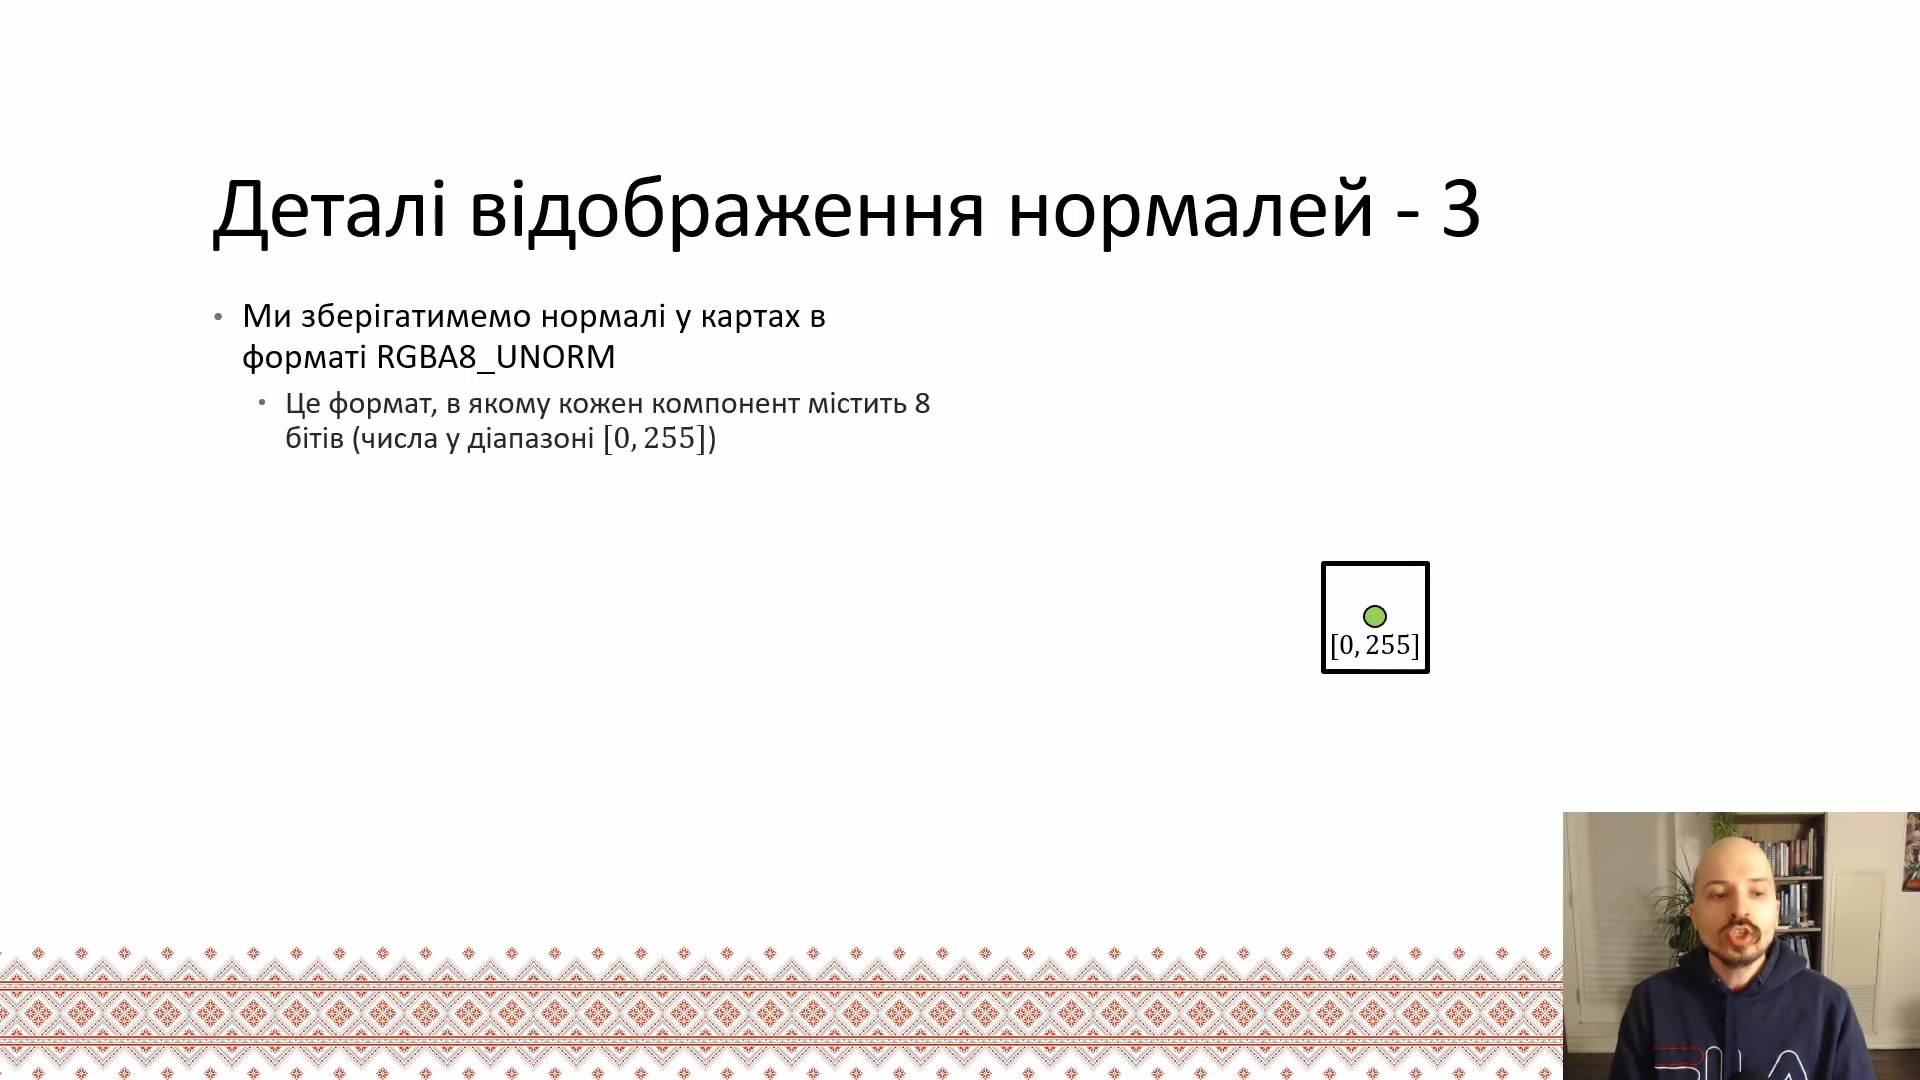 Деталі відображення нормалей - 3
• Ми зберігатимемо нормалі у картах в
форматі RGBA8_UNORM
• Це формат, в якому кожен компонент містить 8
бітів (числа у діапазоні [0, 255])
[0, 255]